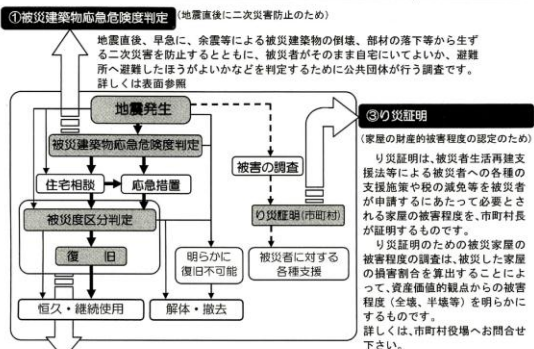 ①被災建築物応急危険度判定 (地震直後に二次災害防止のため)
地震直後、早急に、余震等による被災建築物の倒壊、部材の落下等から生ず
る二次災害を防止するとともに、被災者がそのまま自宅にいてよいか、避難
所へ避難したほうがよいかなどを判定するために公共団体が行う調査です。
詳しくは表面参照
地震発生
被災建築物応急危険度判定
住宅相談
応急措置
被災度区分判定
復旧
明らかに
復旧不可能
恒久・継続使用
解体・撤去
被害の調査
り災証明(市町村)
被災者に対する
各種支援
③り災証明
(家屋の財産的被害程度の認定のため)
り災証明は、被災者生活再建支
援法等による被災者への各種の
支援施策や税の減免等を被災者
が申請するにあたって必要とさ
れる家屋の被害程度を、市町村長
が証明するものです。
り災証明のための被災家屋の
被害程度の調査は、被災した家屋
の損害割合を算出することによ
って、資産価値的観点からの被害
程度(全壊、半壊等)を明らかに
するものです。
詳しくは、市町村役場へお問合せ
下さい。